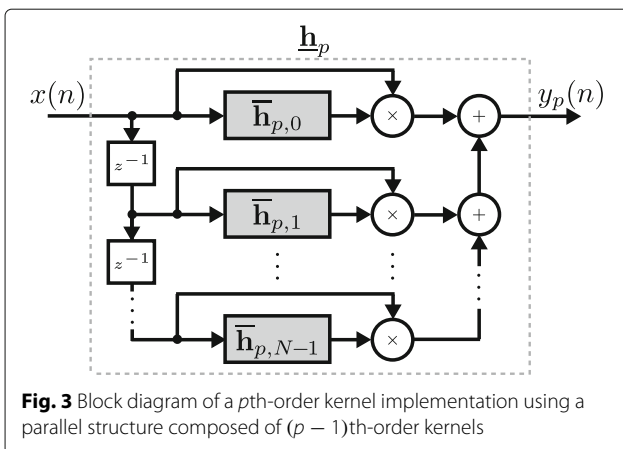 h̲_p
x(n)
h̅_{p,0}
×
+
y_p(n)
z⁻¹
h̅_{p,1}
×
+
z⁻¹
h̅_{p,N−1}
×
Fig. 3 Block diagram of a pth-order kernel implementation using a
parallel structure composed of (p − 1)th-order kernels